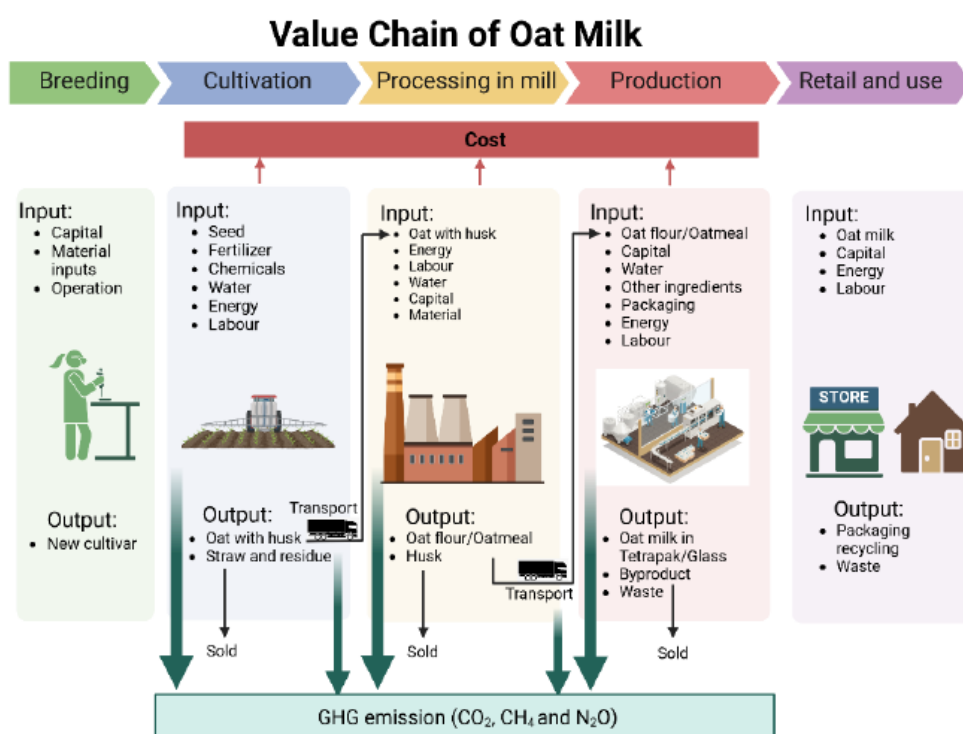 Value Chain of Oat Milk
Breeding
Cultivation
Processing in mill
Production
Retail and use
Cost
Input:
• Capital
• Material
inputs
• Operation
Output:
• New cultivar
Input:
• Seed
• Fertilizer
• Chemicals
• Water
• Energy
• Labour
Output:
• Oat with husk
• Straw and residue
Sold
Transport
Input:
• Oat with husk
• Energy
• Labour
• Water
• Capital
• Material
Output:
• Oat flour/Oatmeal
• Husk
Sold
Transport
Input:
• Oat flour/Oatmeal
• Capital
• Water
• Other ingredients
• Packaging
• Energy
• Labour
Output:
• Oat milk in
Tetrapak/Glass
• Byproduct
• Waste
Sold
Input:
• Oat milk
• Capital
• Energy
• Labour
STORE
Output:
• Packaging
recycling
• Waste
GHG emission (CO₂, CH₄ and N₂O)